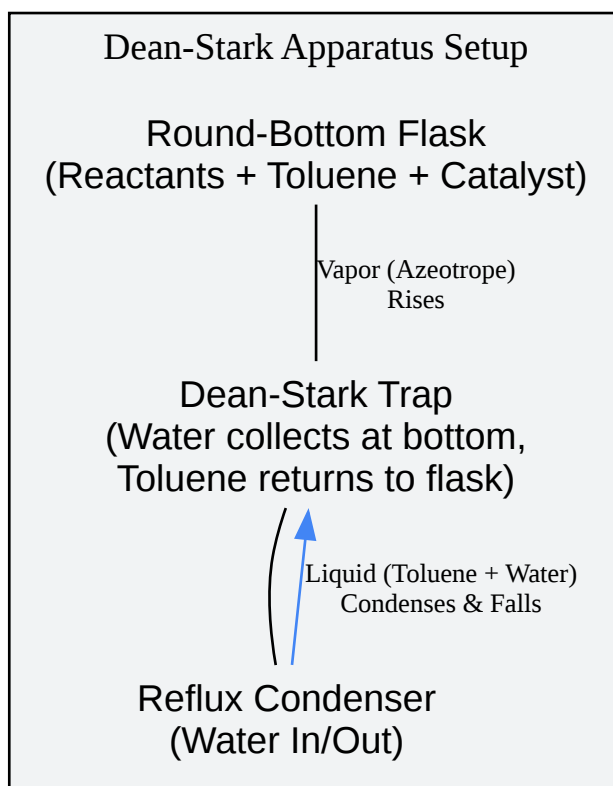 Dean-Stark Apparatus Setup
Round-Bottom Flask
(Reactants + Toluene + Catalyst)
Vapor (Azeotrope)
Rises
Dean-Stark Trap
(Water collects at bottom,
Toluene returns to flask)
Liquid (Toluene + Water)
Condenses & Falls
Reflux Condenser
(Water In/Out)